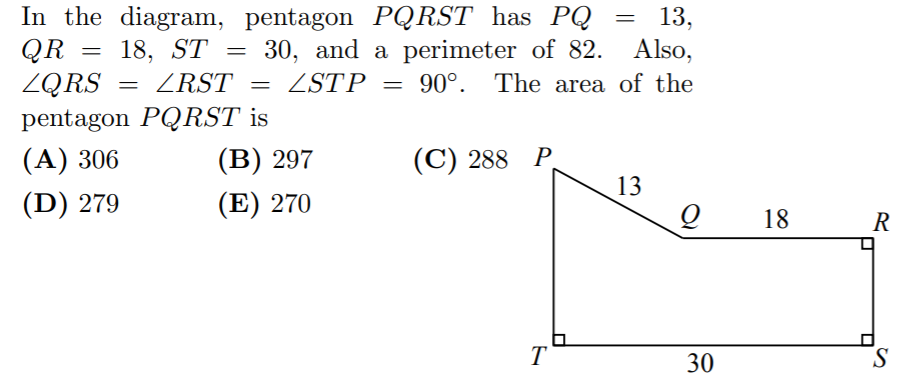 In the diagram, pentagon PQRST has PQ = 13,
QR = 18, ST = 30, and a perimeter of 82. Also,
∠QRS = ∠RST = ∠STP = 90°. The area of the
pentagon PQRST is
(A) 306 (B) 297 (C) 288
(D) 279 (E) 270
P
13
Q
18
R
T
30
S